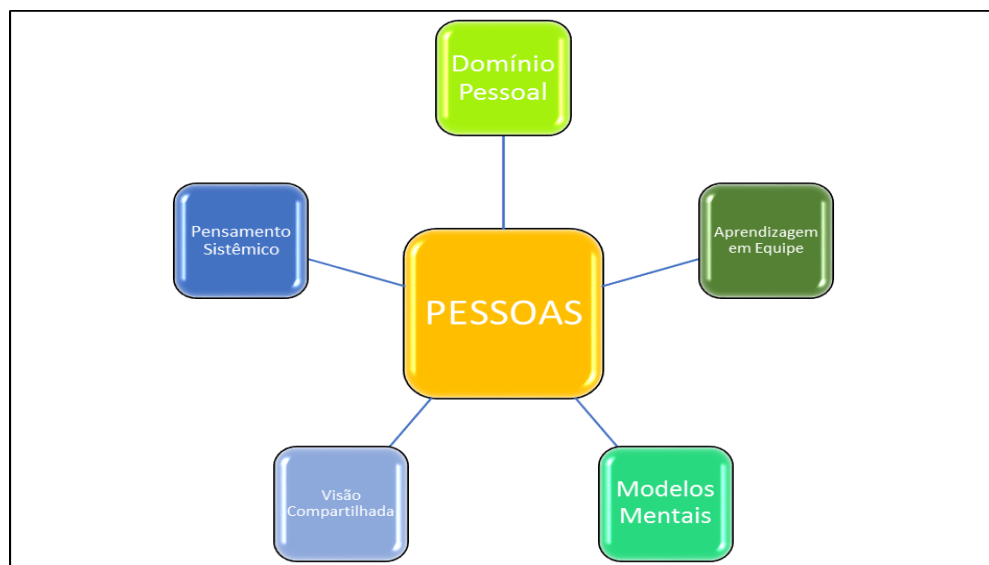 Domínio
Pessoal
Pensamento
Sistêmico
Aprendizagem
em Equipe
PESSOAS
Visão
Compartilhada
Modelos
Mentais